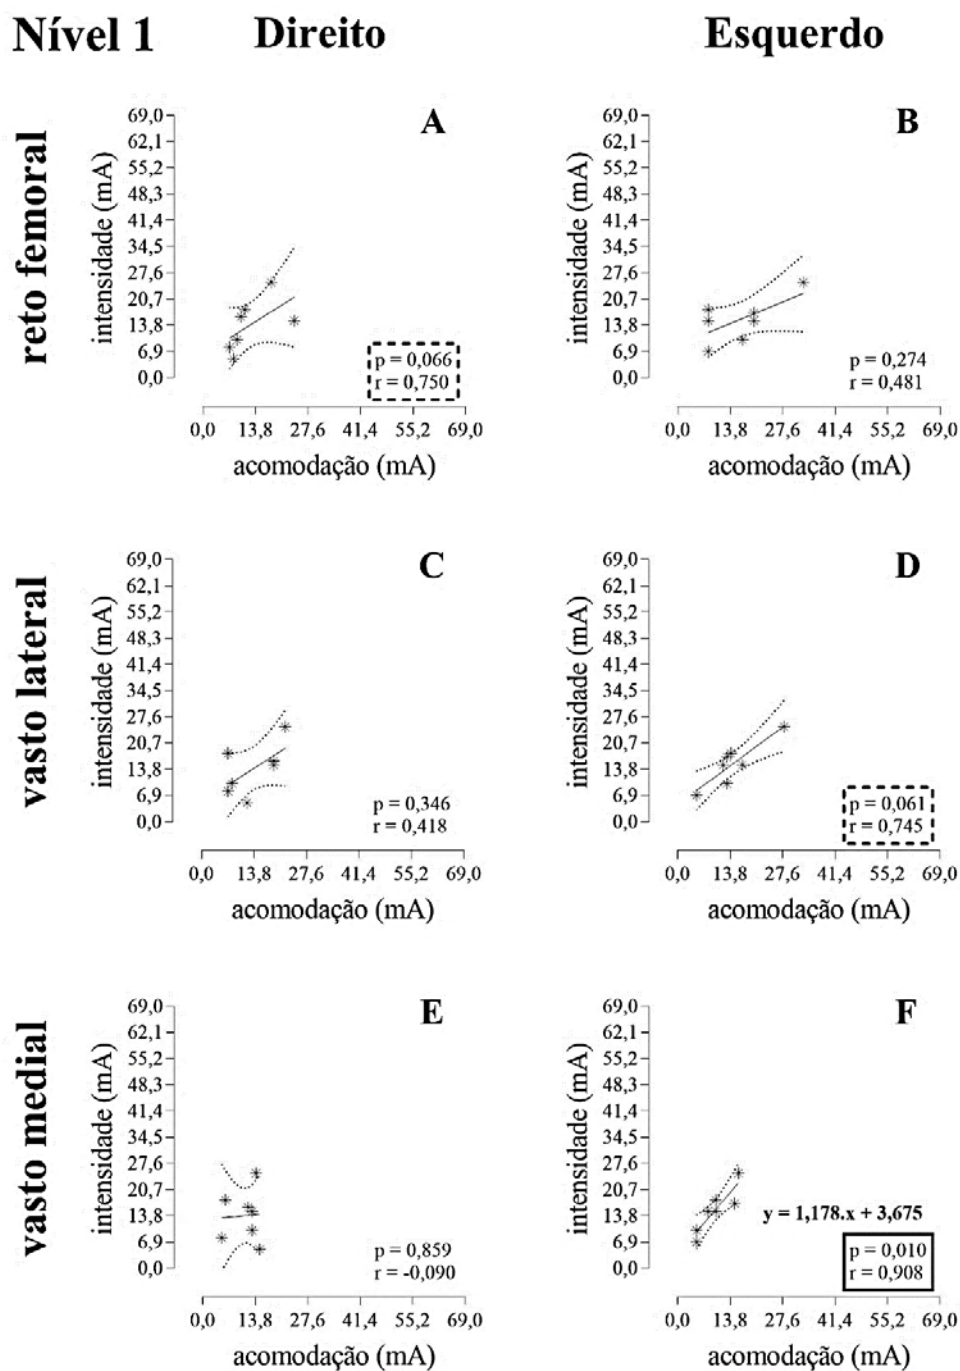 Nível 1 Direito Esquerdo
reto femoral
A
intensidade (mA)
69,0
62,1
55,2
48,3
41,4
34,5
27,6
20,7
13,8
6,9
0,0
p = 0,066
r = 0,750
0,0 13,8 27,6 41,4 55,2 69,0
acomodação (mA)
B
intensidade (mA)
69,0
62,1
55,2
48,3
41,4
34,5
27,6
20,7
13,8
6,9
0,0
p = 0,274
r = 0,481
0,0 13,8 27,6 41,4 55,2 69,0
acomodação (mA)
vasto lateral
C
intensidade (mA)
69,0
62,1
55,2
48,3
41,4
34,5
27,6
20,7
13,8
6,9
0,0
p = 0,346
r = 0,418
0,0 13,8 27,6 41,4 55,2 69,0
acomodação (mA)
D
intensidade (mA)
69,0
62,1
55,2
48,3
41,4
34,5
27,6
20,7
13,8
6,9
0,0
p = 0,061
r = 0,745
0,0 13,8 27,6 41,4 55,2 69,0
acomodação (mA)
vasto medial
E
intensidade (mA)
69,0
62,1
55,2
48,3
41,4
34,5
27,6
20,7
13,8
6,9
0,0
p = 0,859
r = -0,090
0,0 13,8 27,6 41,4 55,2 69,0
acomodação (mA)
F
intensidade (mA)
69,0
62,1
55,2
48,3
41,4
34,5
27,6
20,7
13,8
6,9
0,0
y = 1,178.x + 3,675
p = 0,010
r = 0,908
0,0 13,8 27,6 41,4 55,2 69,0
acomodação (mA)